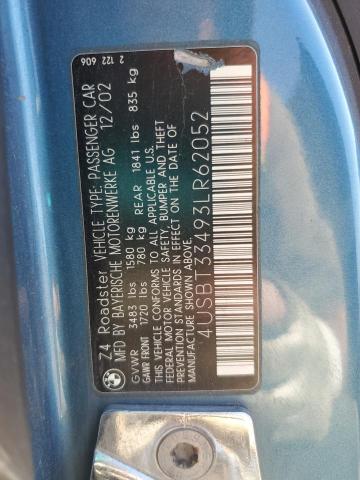 Z4 Roadster VEHICLE TYPE: PASSENGER CAR
MFD BY BAYERISCHE MOTORENWERKE AG 12/02
GVWR 3483 lbs 1580 kg
GAWR FRONT 1720 lbs 780 kg REAR 1841 lbs 835 kg
THIS VEHICLE CONFORMS TO ALL APPLICABLE U.S.
FEDERAL MOTOR VEHICLE SAFETY, BUMPER AND THEFT
PREVENTION STANDARDS IN EFFECT ON THE DATE OF
MANUFACTURE SHOWN ABOVE.
4USBT33493LR62052
2 122 606
BMW